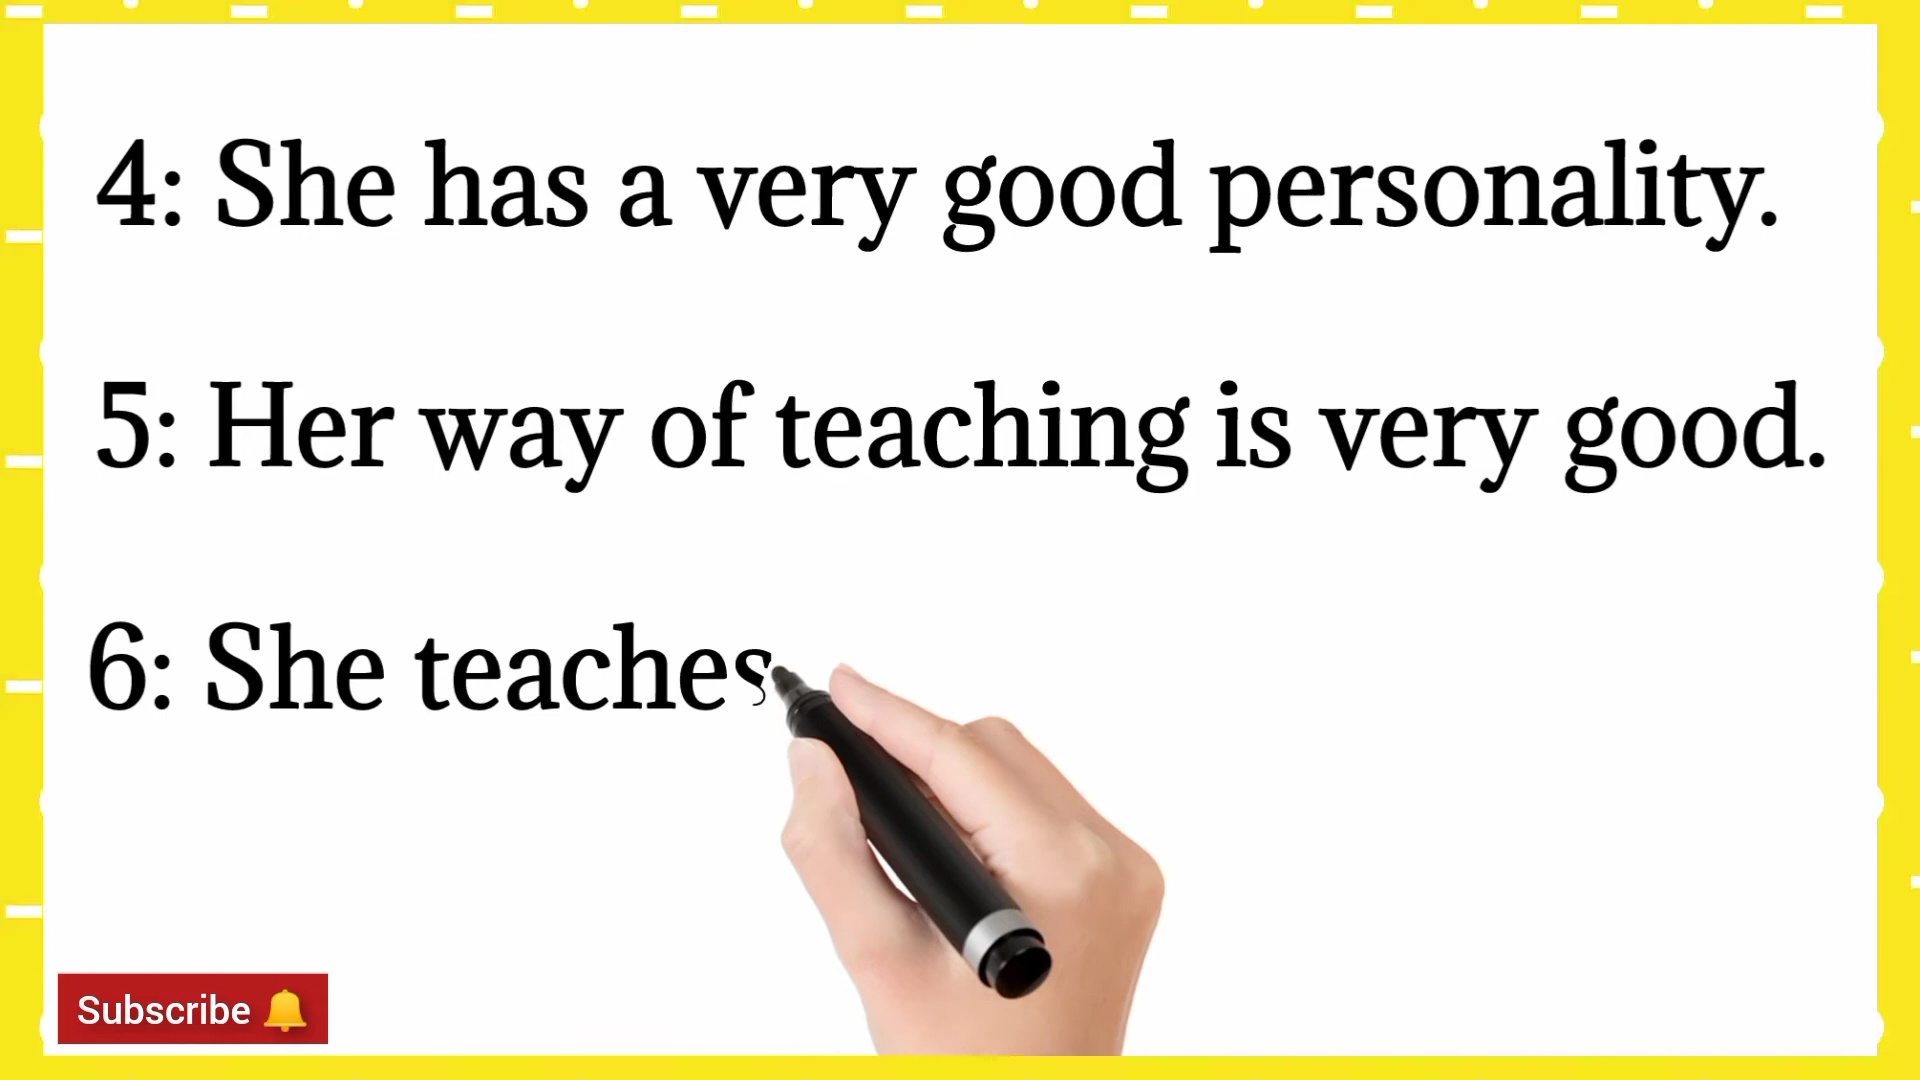 4: She has a very good personality.
5: Her way of teaching is very good.
6: She teaches
Subscribe